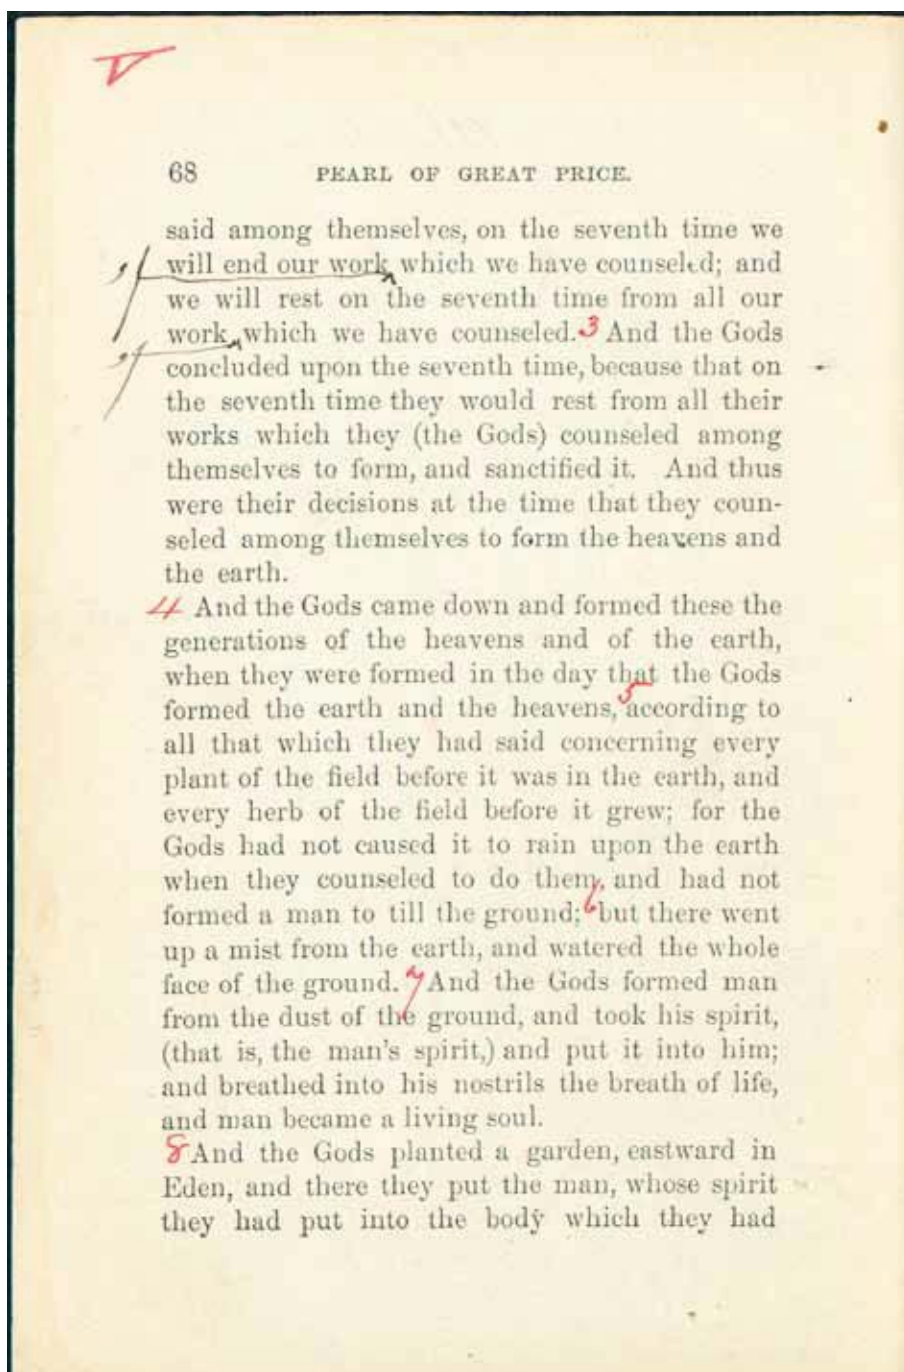 68 PEARL OF GREAT PRICE.
said among themselves, on the seventh time we
will end our work, which we have counseled; and
we will rest on the seventh time from all our
work, which we have counseled. 3 And the Gods
concluded upon the seventh time, because that on
the seventh time they would rest from all their
works which they (the Gods) counseled among
themselves to form, and sanctified it. And thus
were their decisions at the time that they coun-
seled among themselves to form the heavens and
the earth.
4 And the Gods came down and formed these the
generations of the heavens and of the earth,
when they were formed in the day that the Gods
formed the earth and the heavens, 5 according to
all that which they had said concerning every
plant of the field before it was in the earth, and
every herb of the field before it grew; for the
Gods had not caused it to rain upon the earth
when they counseled to do them, and had not
formed a man to till the ground; 6 but there went
up a mist from the earth, and watered the whole
face of the ground. 7 And the Gods formed man
from the dust of the ground, and took his spirit,
(that is, the man's spirit,) and put it into him;
and breathed into his nostrils the breath of life,
and man became a living soul.
8 And the Gods planted a garden, eastward in
Eden, and there they put the man, whose spirit
they had put into the body which they had